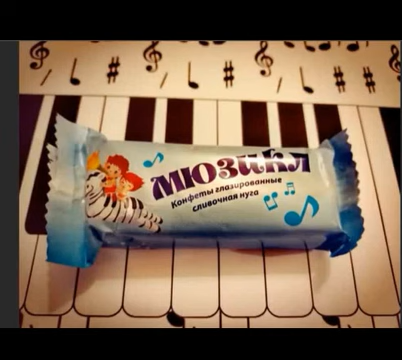 мюзикл
Конфеты глазированные
сливочная нуга